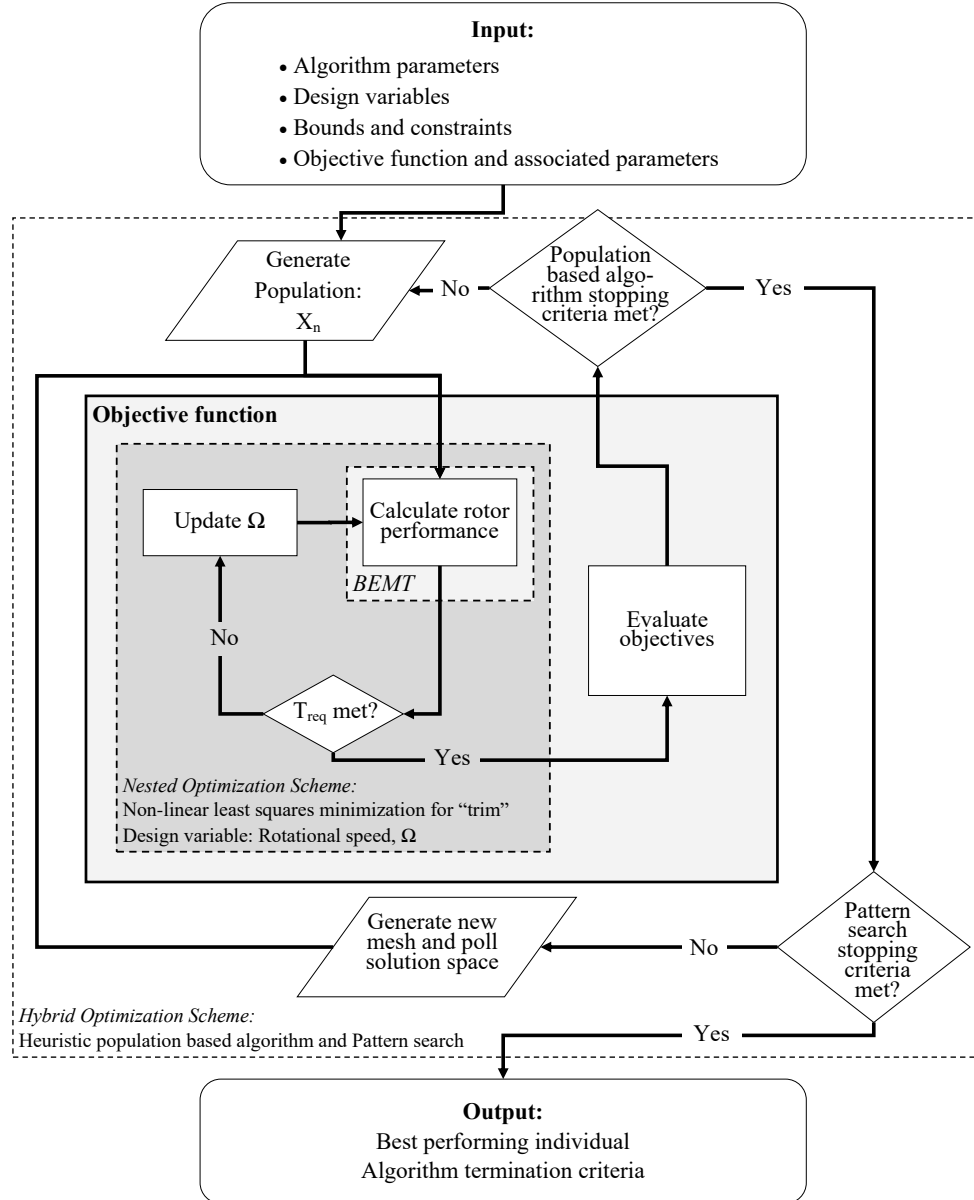 Input:
• Algorithm parameters
• Design variables
• Bounds and constraints
• Objective function and associated parameters
Generate
Population:
Xₙ
No
Population
based algo-
rithm stopping
criteria met?
Yes
Objective function
Update Ω
Calculate rotor
performance
BEMT
No
Evaluate
objectives
T_req met?
Yes
Nested Optimization Scheme:
Non-linear least squares minimization for “trim”
Design variable: Rotational speed, Ω
Generate new
mesh and poll
solution space
No
Pattern
search
stopping
criteria
met?
Hybrid Optimization Scheme:
Heuristic population based algorithm and Pattern search
Yes
Output:
Best performing individual
Algorithm termination criteria